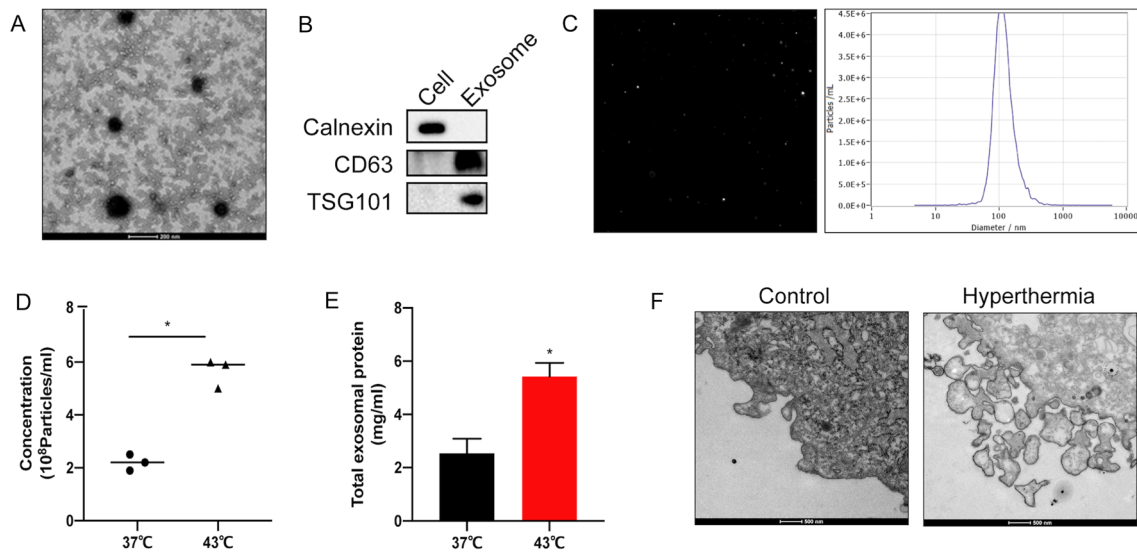 A
200 nm
B
Cell
Exosome
Calnexin
CD63
TSG101
C
Particles /mL
4.5E+6
4.0E+6
3.5E+6
3.0E+6
2.5E+6
2.0E+6
1.5E+6
1.0E+6
5.0E+5
0.0E+0
1
10
100
1000
10000
Diameter / nm
D
Concentration
(10⁸Particles/ml)
8
6
4
2
0
*
37℃
43℃
E
Total exosomal protein
(mg/ml)
8
6
4
2
0
*
37℃
43℃
F
Control
Hyperthermia
500 nm
500 nm